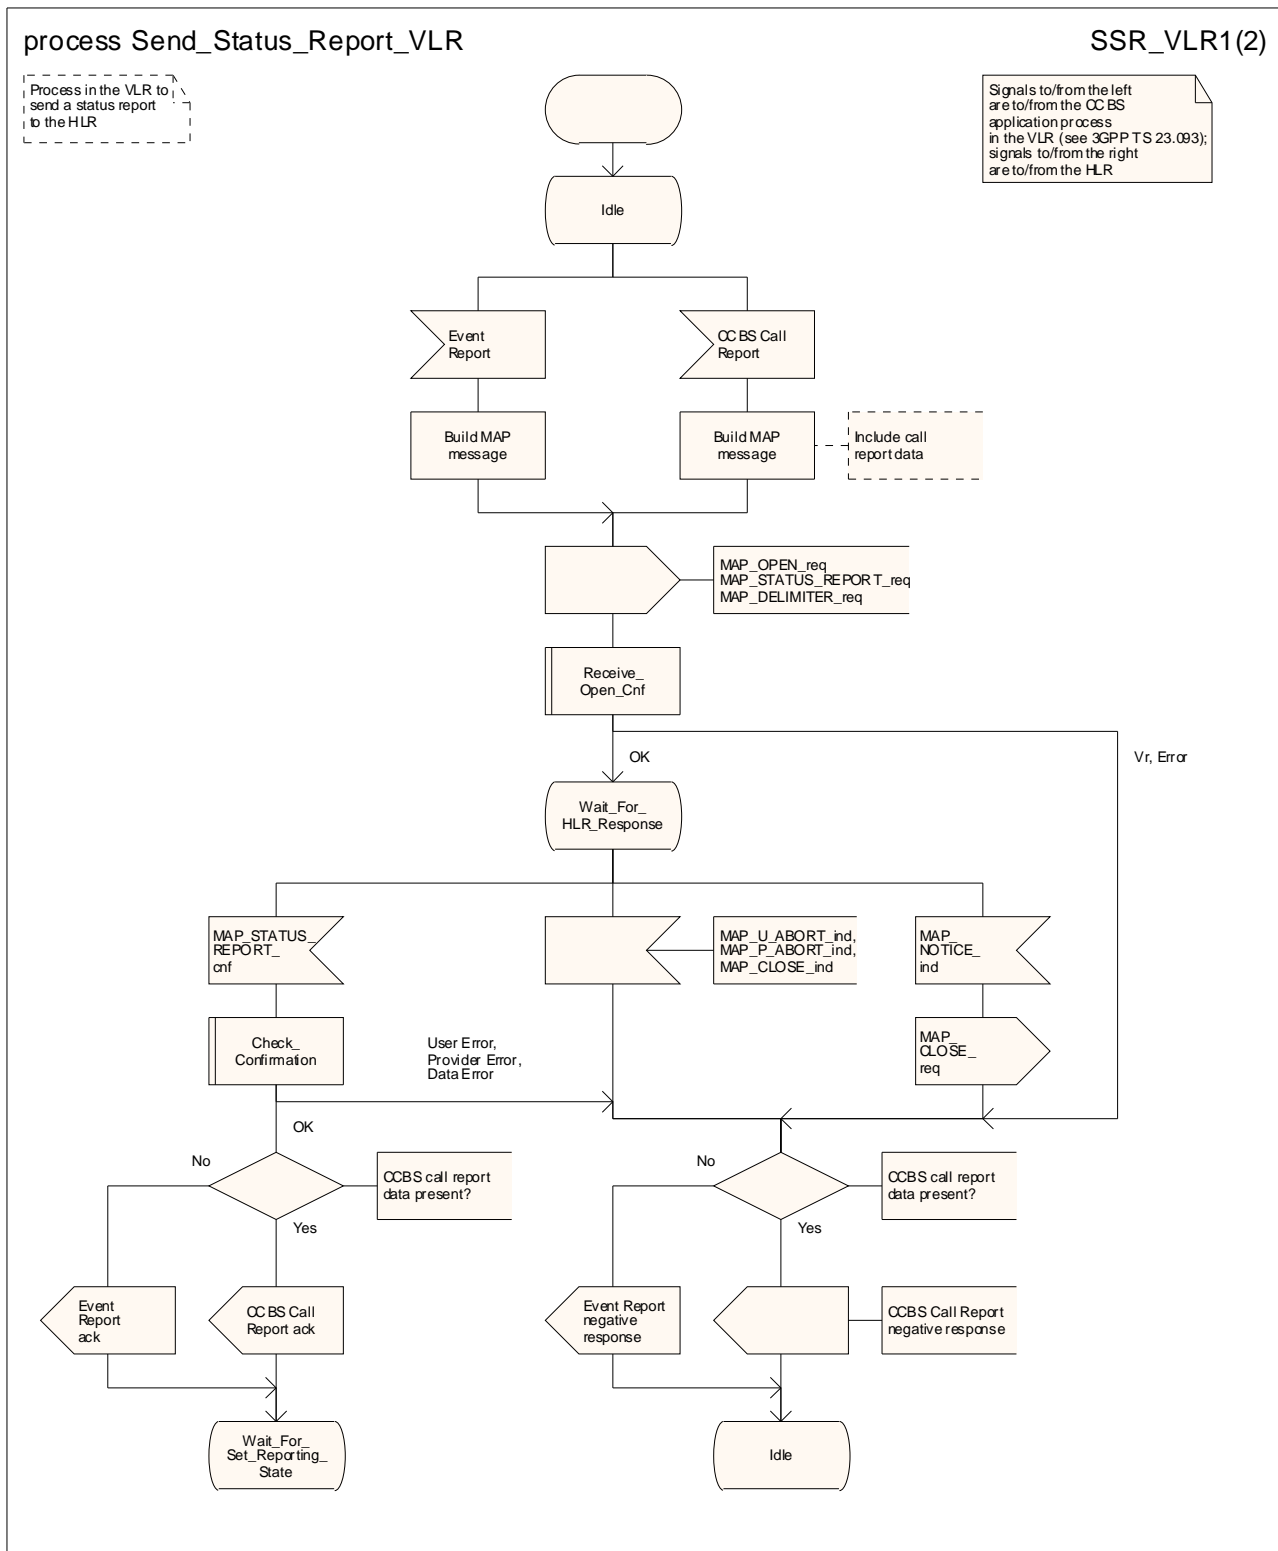 process Send_Status_Report_VLR
SSR_VLR1(2)
Process in the VLR to
send a status report
to the HLR
Signals to/from the left
are to/from the CCBS
application process
in the VLR (see 3GPP TS 23.093);
signals to/from the right
are to/from the HLR
Idle
Event
Report
CCBS Call
Report
Build MAP
message
Build MAP
message
Include call
report data
MAP_OPEN_req
MAP_STATUS_REPORT_req
MAP_DELIMITER_req
Receive_
Open_Cnf
OK
Vr, Error
Wait_For_
HLR_Response
MAP_STATUS_
REPORT_
cnf
MAP_U_ABORT_ind,
MAP_P_ABORT_ind,
MAP_CLOSE_ind
MAP_
NOTICE_
ind
Check_
Confirmation
User Error,
Provider Error,
Data Error
MAP_
CLOSE_
req
OK
No
CCBS call report
data present?
Yes
No
CCBS call report
data present?
Yes
Event
Report
ack
CCBS Call
Report ack
Event Report
negative
response
CCBS Call Report
negative response
Wait_For_
Set_Reporting_
State
Idle